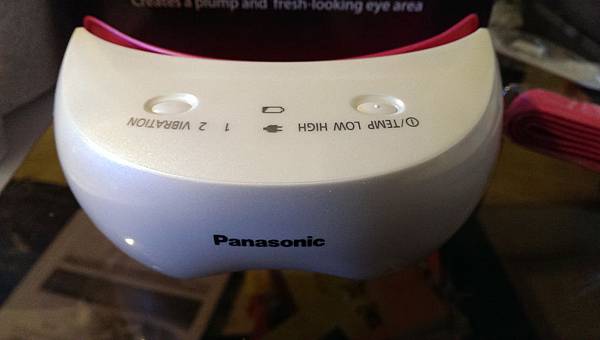 Creates a plump and fresh-looking eye area
⏻/TEMP LOW HIGH 1 2 VIBRATION
Panasonic